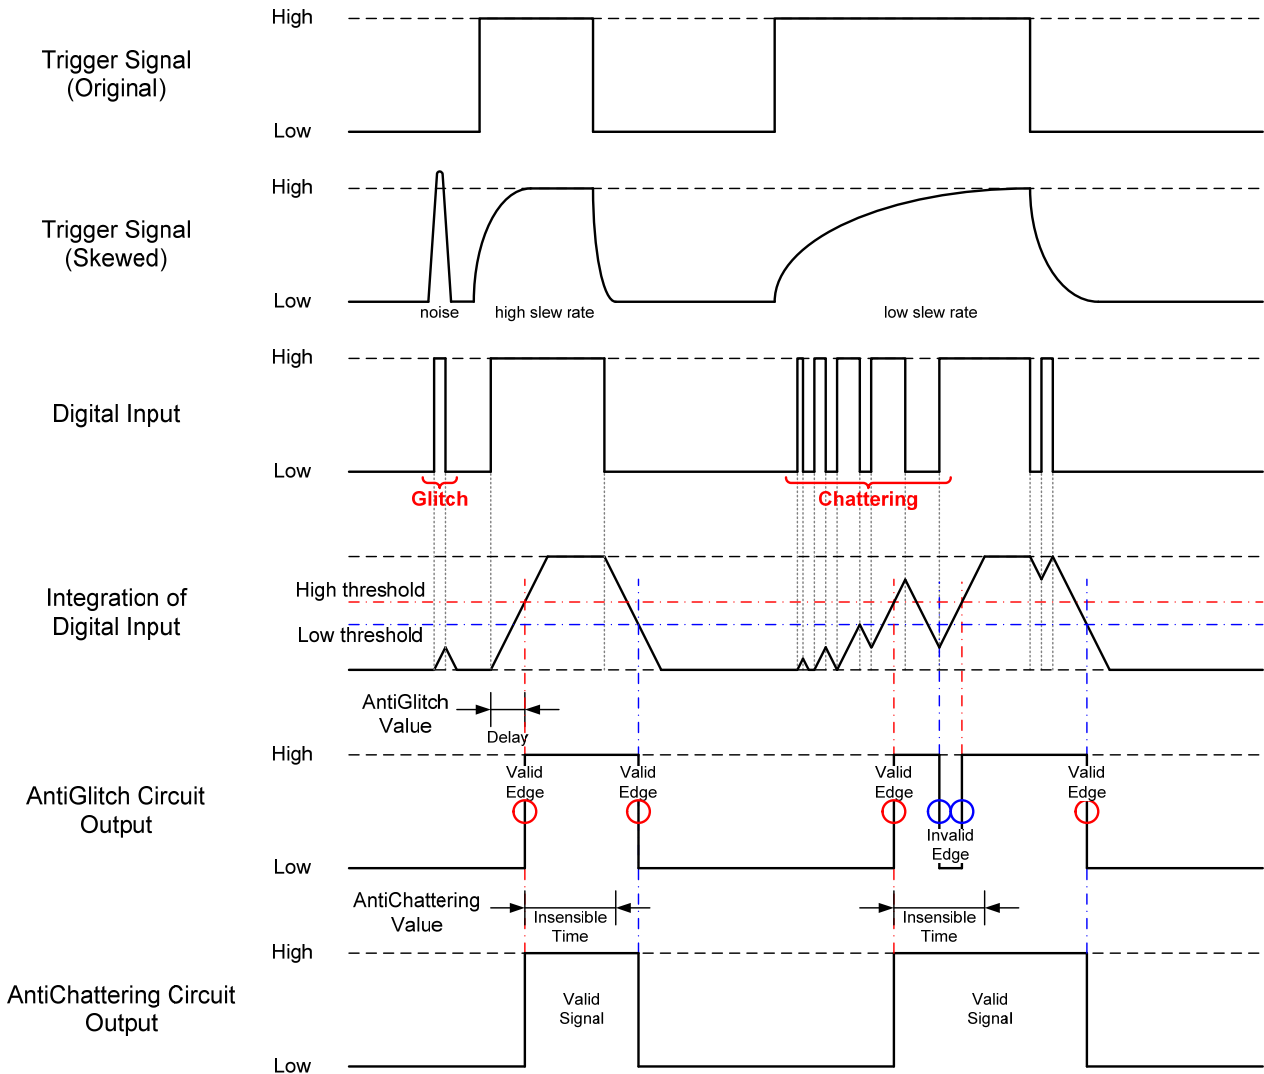 High
Trigger Signal
(Original)
Low
High
Trigger Signal
(Skewed)
Low
noise
high slew rate
low slew rate
High
Digital Input
Low
Glitch
Chattering
High threshold
Integration of
Digital Input
Low threshold
AntiGlitch
Value
Delay
High
Valid
Edge
Valid
Edge
Valid
Edge
Valid
Edge
AntiGlitch Circuit
Output
Invalid
Edge
Low
AntiChattering
Value
Insensible
Time
Insensible
Time
High
AntiChattering Circuit
Output
Valid
Signal
Valid
Signal
Low